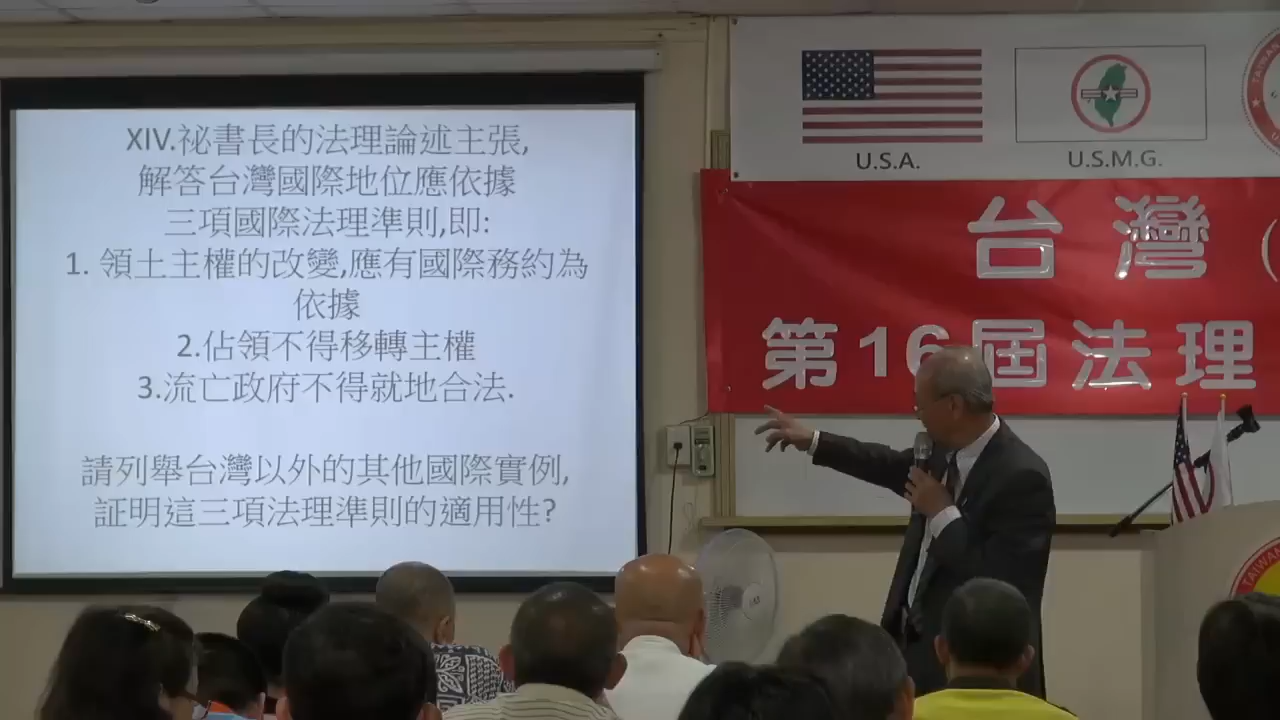 XIV.祕書長的法理論述主張,
解答台灣國際地位應依據
三項國際法理準則,即:
1. 領土主權的改變,應有國際務約為
依據
2.佔領不得移轉主權
3.流亡政府不得就地合法.
請列舉台灣以外的其他國際實例,
証明這三項法理準則的適用性?
U.S.A.
U.S.M.G.
台灣
第16屆法理
TAIWAN
TAIWAN